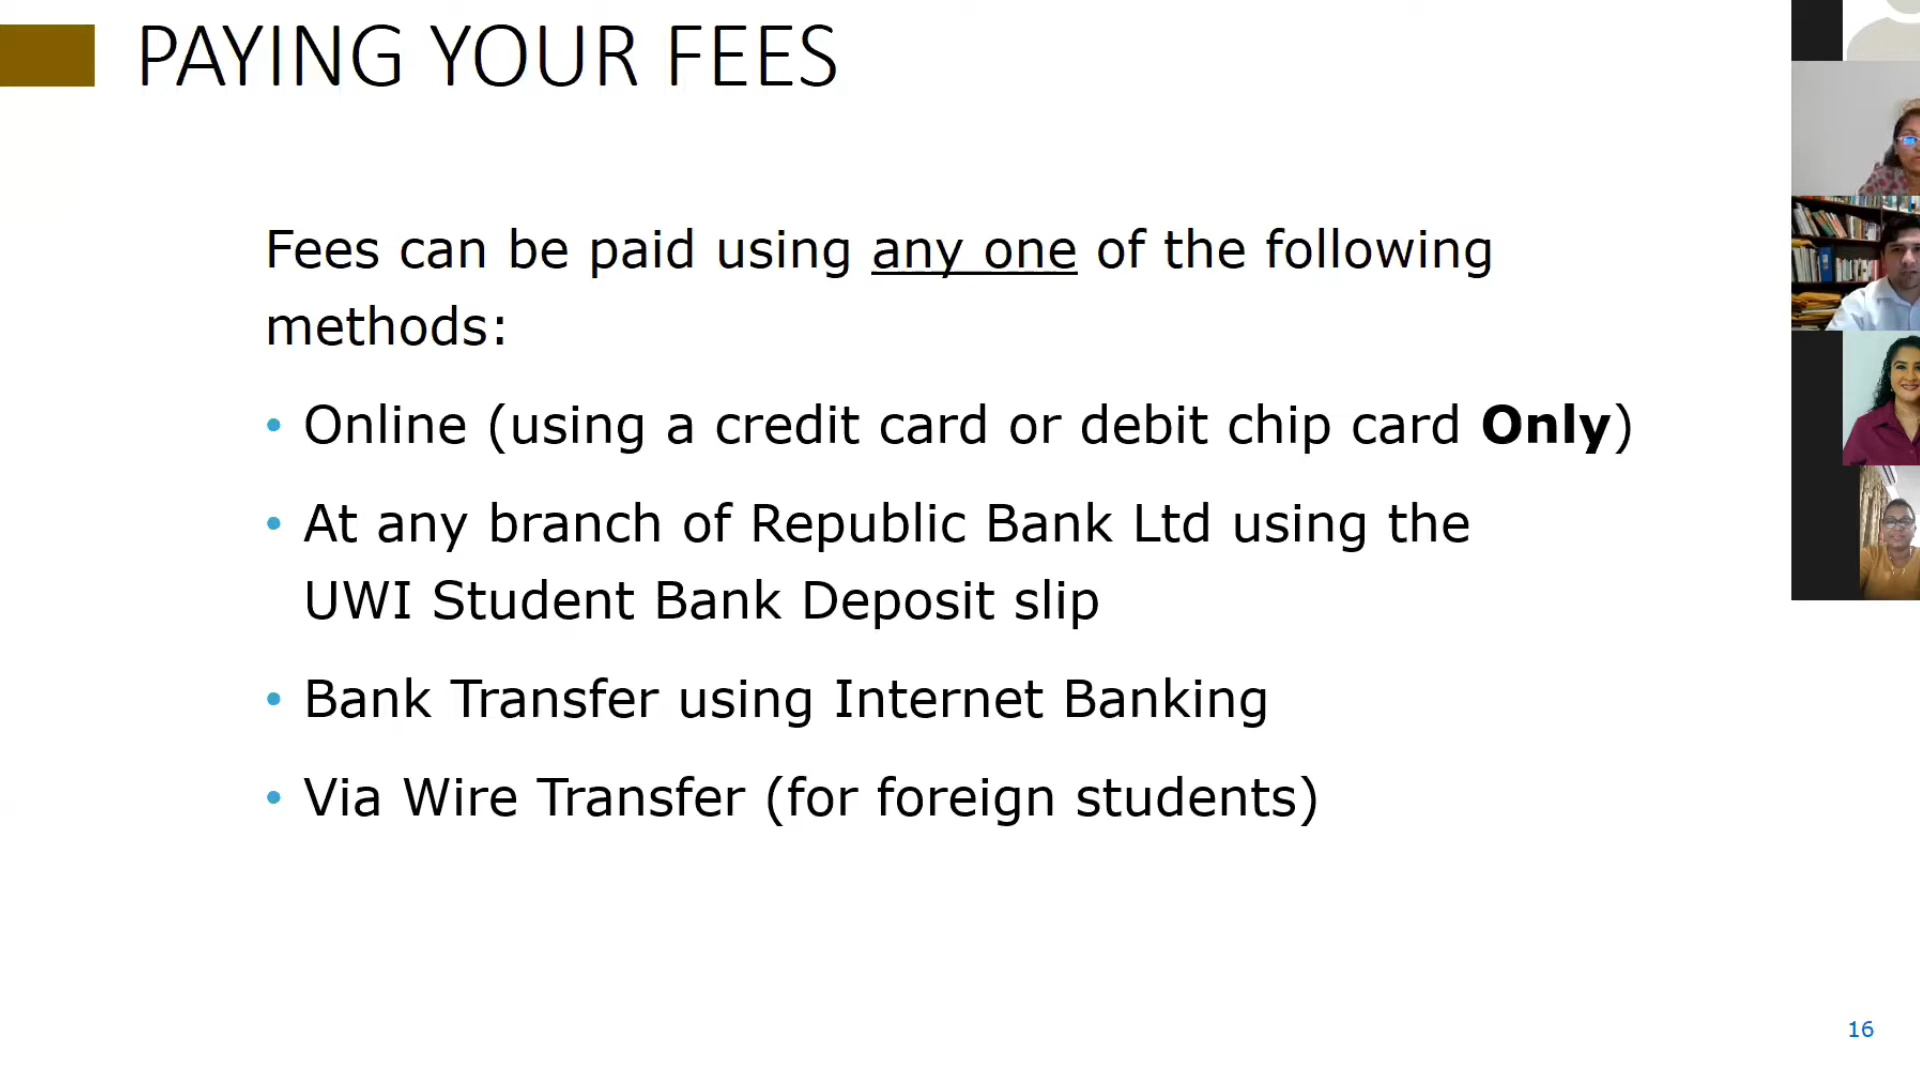 PAYING YOUR FEES
Fees can be paid using any one of the following
methods:
• Online (using a credit card or debit chip card Only)
• At any branch of Republic Bank Ltd using the
UWI Student Bank Deposit slip
• Bank Transfer using Internet Banking
• Via Wire Transfer (for foreign students)
16